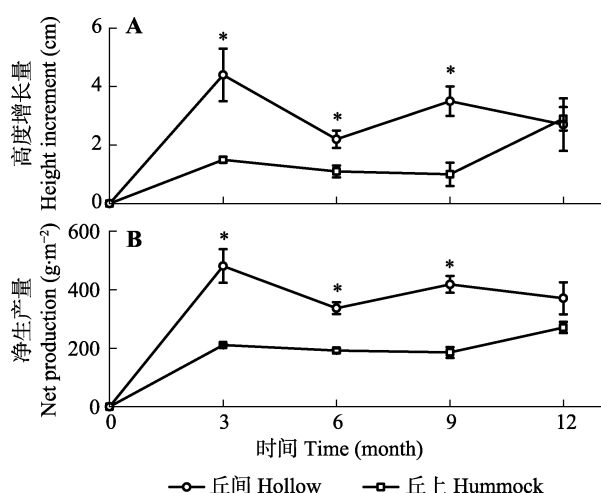 A
6
4
2
0
高度增长量
Height increment (cm)
*
*
*
B
600
400
200
0
净生产量
Net production (g·m⁻²)
*
*
*
0 3 6 9 12
时间 Time (month)
丘间 Hollow 丘上 Hummock